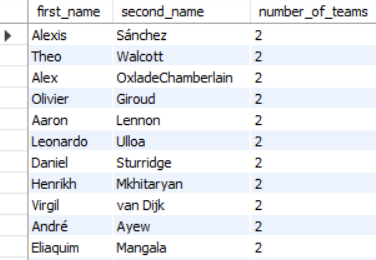 first_name second_name number_of_teams
Alexis Sánchez 2
Theo Walcott 2
Alex OxladeChamberlain 2
Olivier Giroud 2
Aaron Lennon 2
Leonardo Ulloa 2
Daniel Sturridge 2
Henrikh Mkhitaryan 2
Virgil van Dijk 2
André Ayew 2
Eliaquim Mangala 2